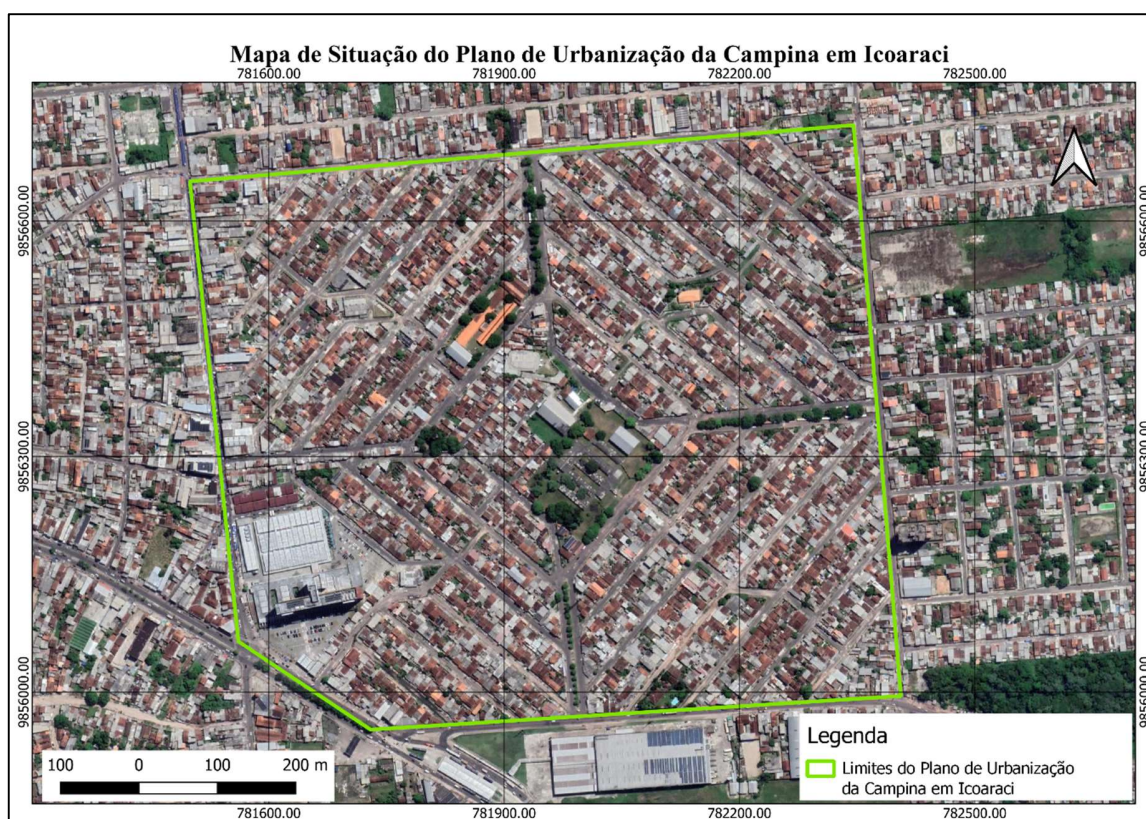 Mapa de Situação do Plano de Urbanização da Campina em Icoaraci
781600.00 781900.00 782200.00 782500.00
9856600.00 9856600.00
9856300.00 9856300.00
9856000.00 9856000.00
Legenda
Limites do Plano de Urbanização
da Campina em Icoaraci
100 0 100 200 m
781600.00 781900.00 782200.00 782500.00